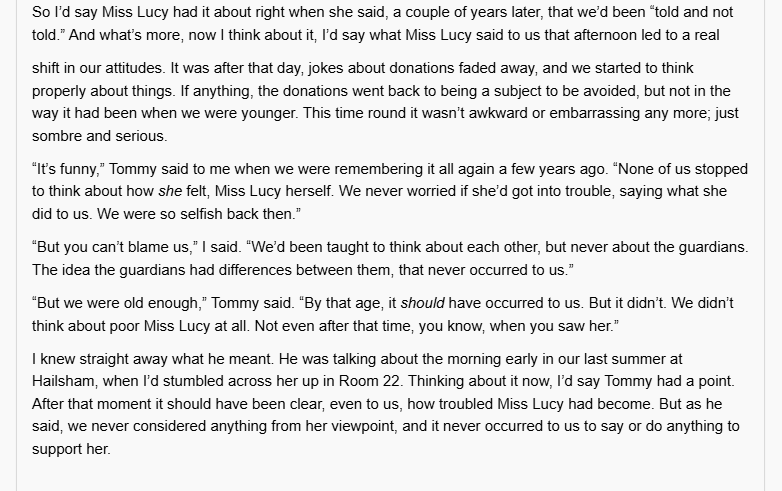 So I’d say Miss Lucy had it about right when she said, a couple of years later, that we’d been “told and not
told.” And what’s more, now I think about it, I’d say what Miss Lucy said to us that afternoon led to a real
shift in our attitudes. It was after that day, jokes about donations faded away, and we started to think
properly about things. If anything, the donations went back to being a subject to be avoided, but not in the
way it had been when we were younger. This time round it wasn’t awkward or embarrassing any more; just
sombre and serious.
“It’s funny,” Tommy said to me when we were remembering it all again a few years ago. “None of us stopped
to think about how she felt, Miss Lucy herself. We never worried if she’d got into trouble, saying what she
did to us. We were so selfish back then.”
“But you can’t blame us,” I said. “We’d been taught to think about each other, but never about the guardians.
The idea the guardians had differences between them, that never occurred to us.”
“But we were old enough,” Tommy said. “By that age, it should have occurred to us. But it didn’t. We didn’t
think about poor Miss Lucy at all. Not even after that time, you know, when you saw her.”
I knew straight away what he meant. He was talking about the morning early in our last summer at
Hailsham, when I’d stumbled across her up in Room 22. Thinking about it now, I’d say Tommy had a point.
After that moment it should have been clear, even to us, how troubled Miss Lucy had become. But as he
said, we never considered anything from her viewpoint, and it never occurred to us to say or do anything to
support her.